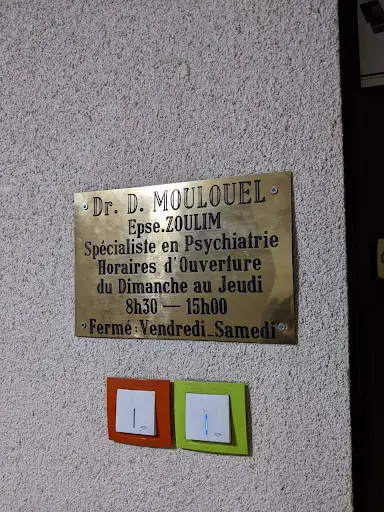 Dr. D. MOULOUEL
Epse.ZOULIM
Spécialiste en Psychiatrie
Horaires d'Ouverture
du Dimanche au Jeudi
8h30 — 15h00
Fermé : Vendredi_Samedi